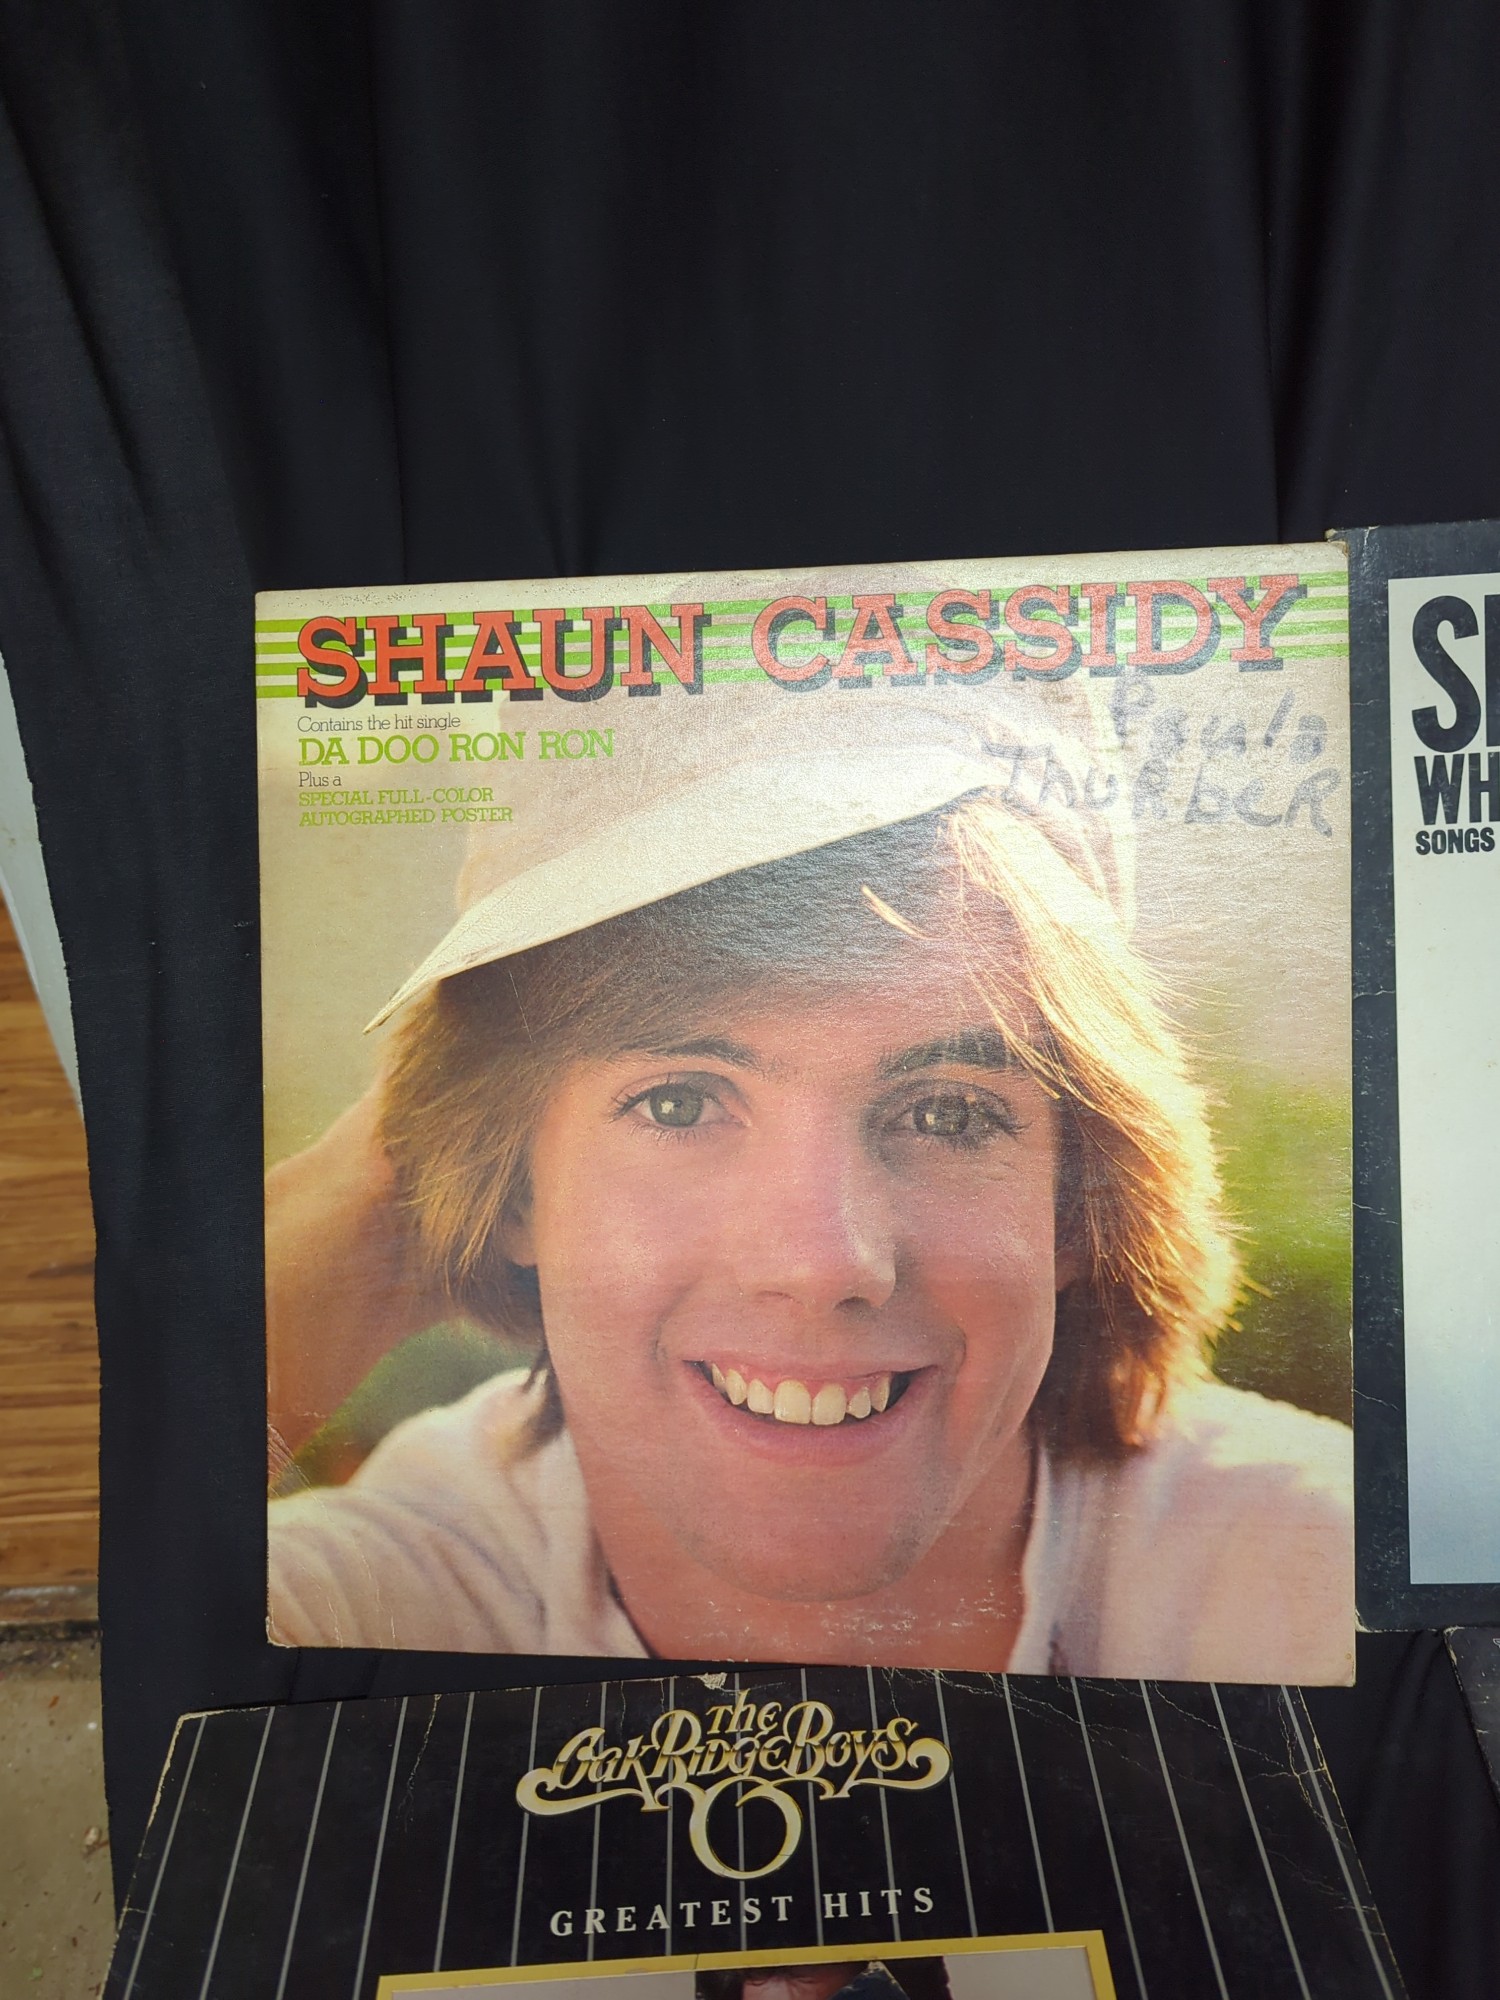 SHAUN CASSIDY
Contains the hit single
DA DOO RON RON
Plus a
SPECIAL FULL-COLOR
AUTOGRAPHED POSTER
Paula
ThuRbeR
WH
SONGS
The
Oak Ridge Boys
GREATEST HITS